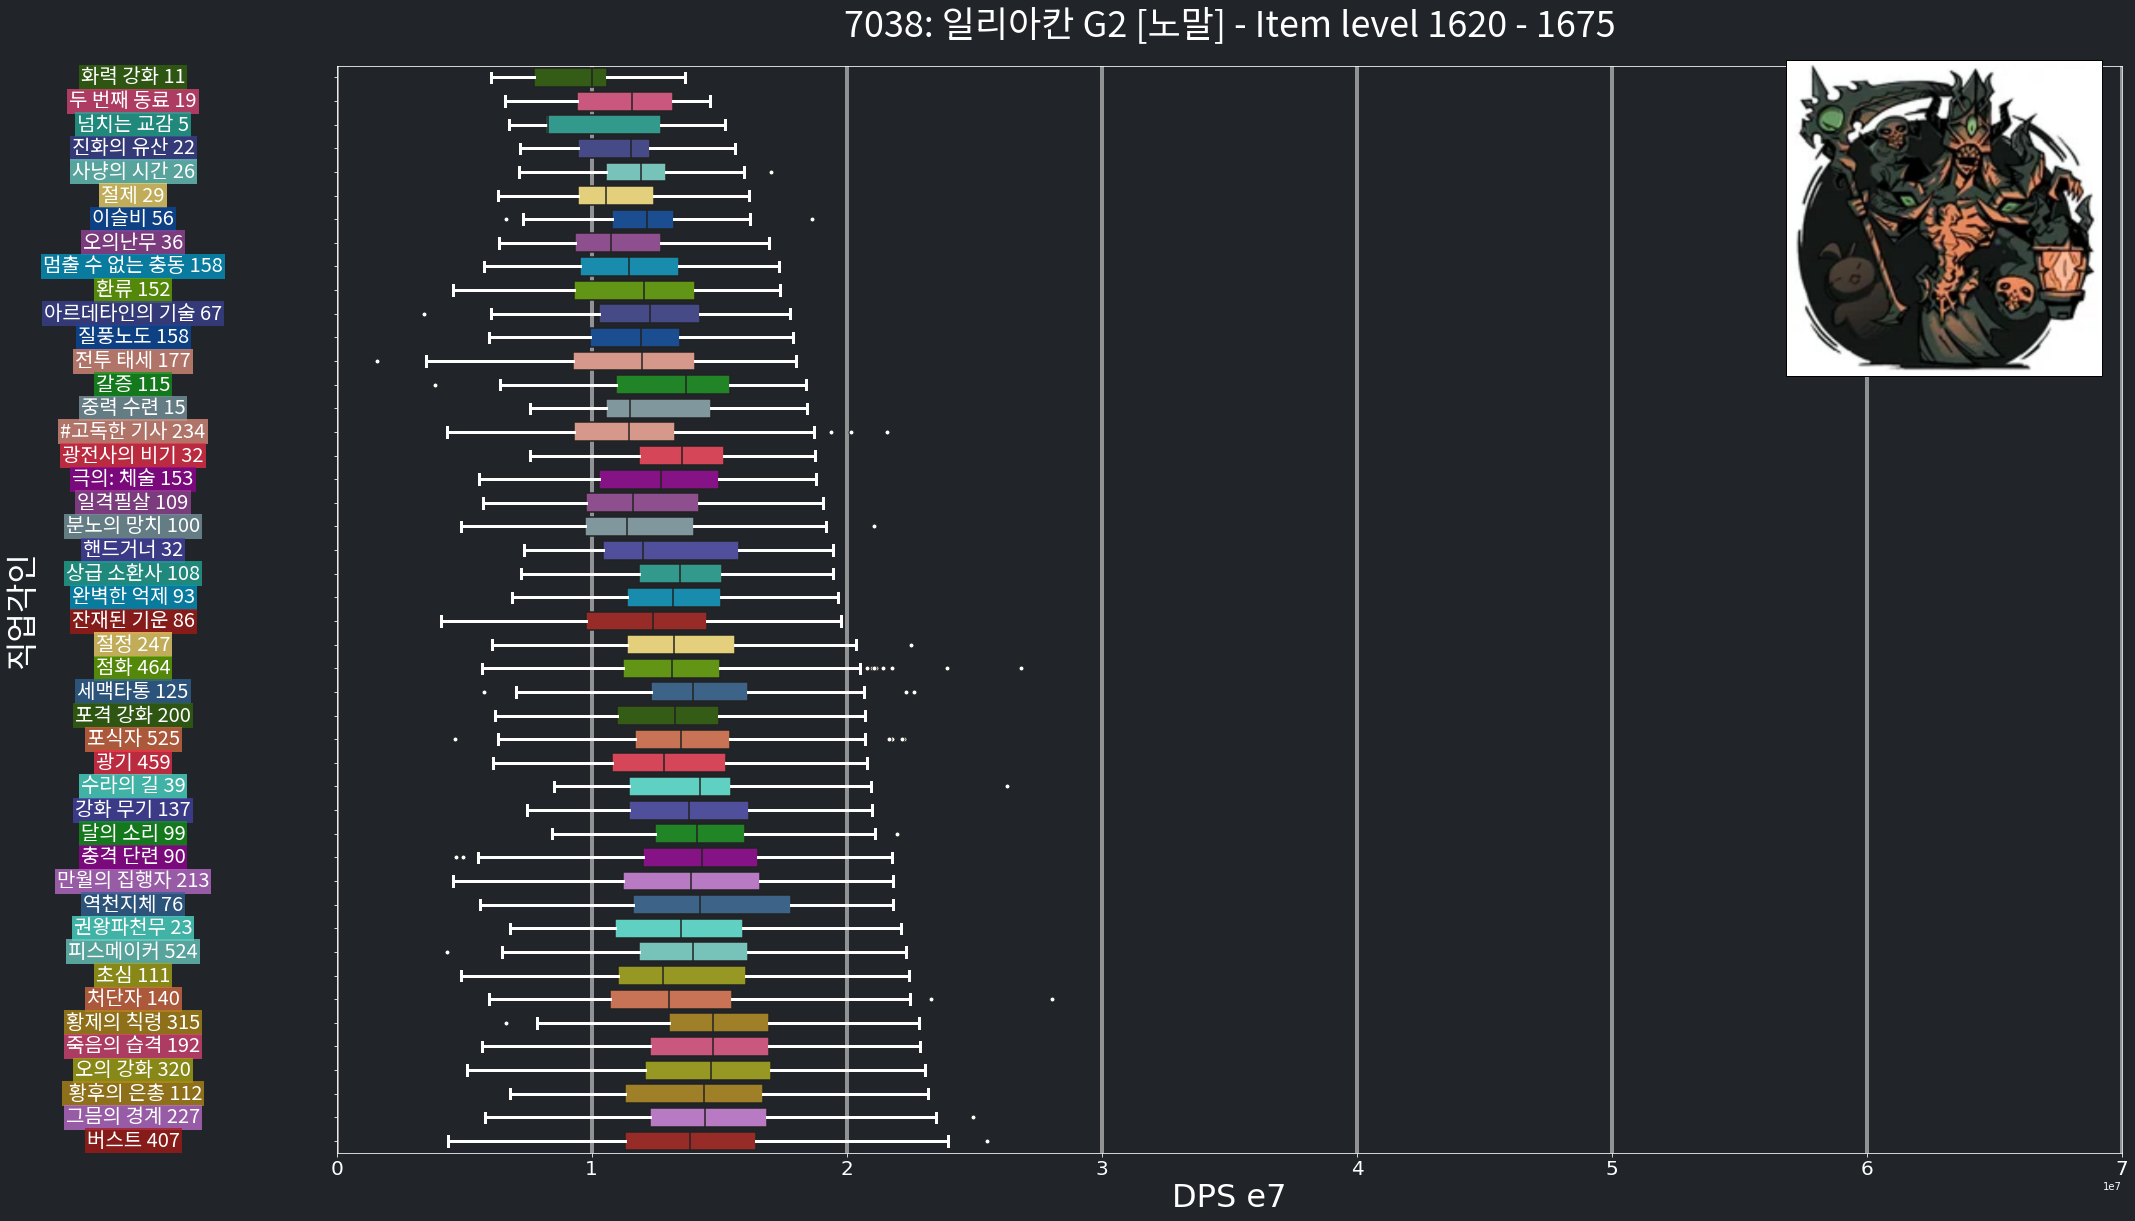 7038: 일리아칸 G2 [노말] - Item level 1620 - 1675
화력 강화 11
두 번째 동료 19
넘치는 교감 5
진화의 유산 22
사냥의 시간 26
절제 29
이슬비 56
오의난무 36
멈출 수 없는 충동 158
환류 152
아르데타인의 기술 67
질풍노도 158
전투 태세 177
갈증 115
중력 수련 15
#고독한 기사 234
광전사의 비기 32
극의: 체술 153
일격필살 109
분노의 망치 100
핸드거너 32
상급 소환사 108
완벽한 억제 93
잔재된 기운 86
절정 247
점화 464
세맥타통 125
포격 강화 200
포식자 525
광기 459
수라의 길 39
강화 무기 137
달의 소리 99
충격 단련 90
만월의 집행자 213
역천지체 76
권왕파천무 23
피스메이커 524
초심 111
처단자 140
황제의 칙령 315
죽음의 습격 192
오의 강화 320
황후의 은총 112
그믐의 경계 227
버스트 407
직업각인
0 1 2 3 4 5 6 7
1e7
DPS e7